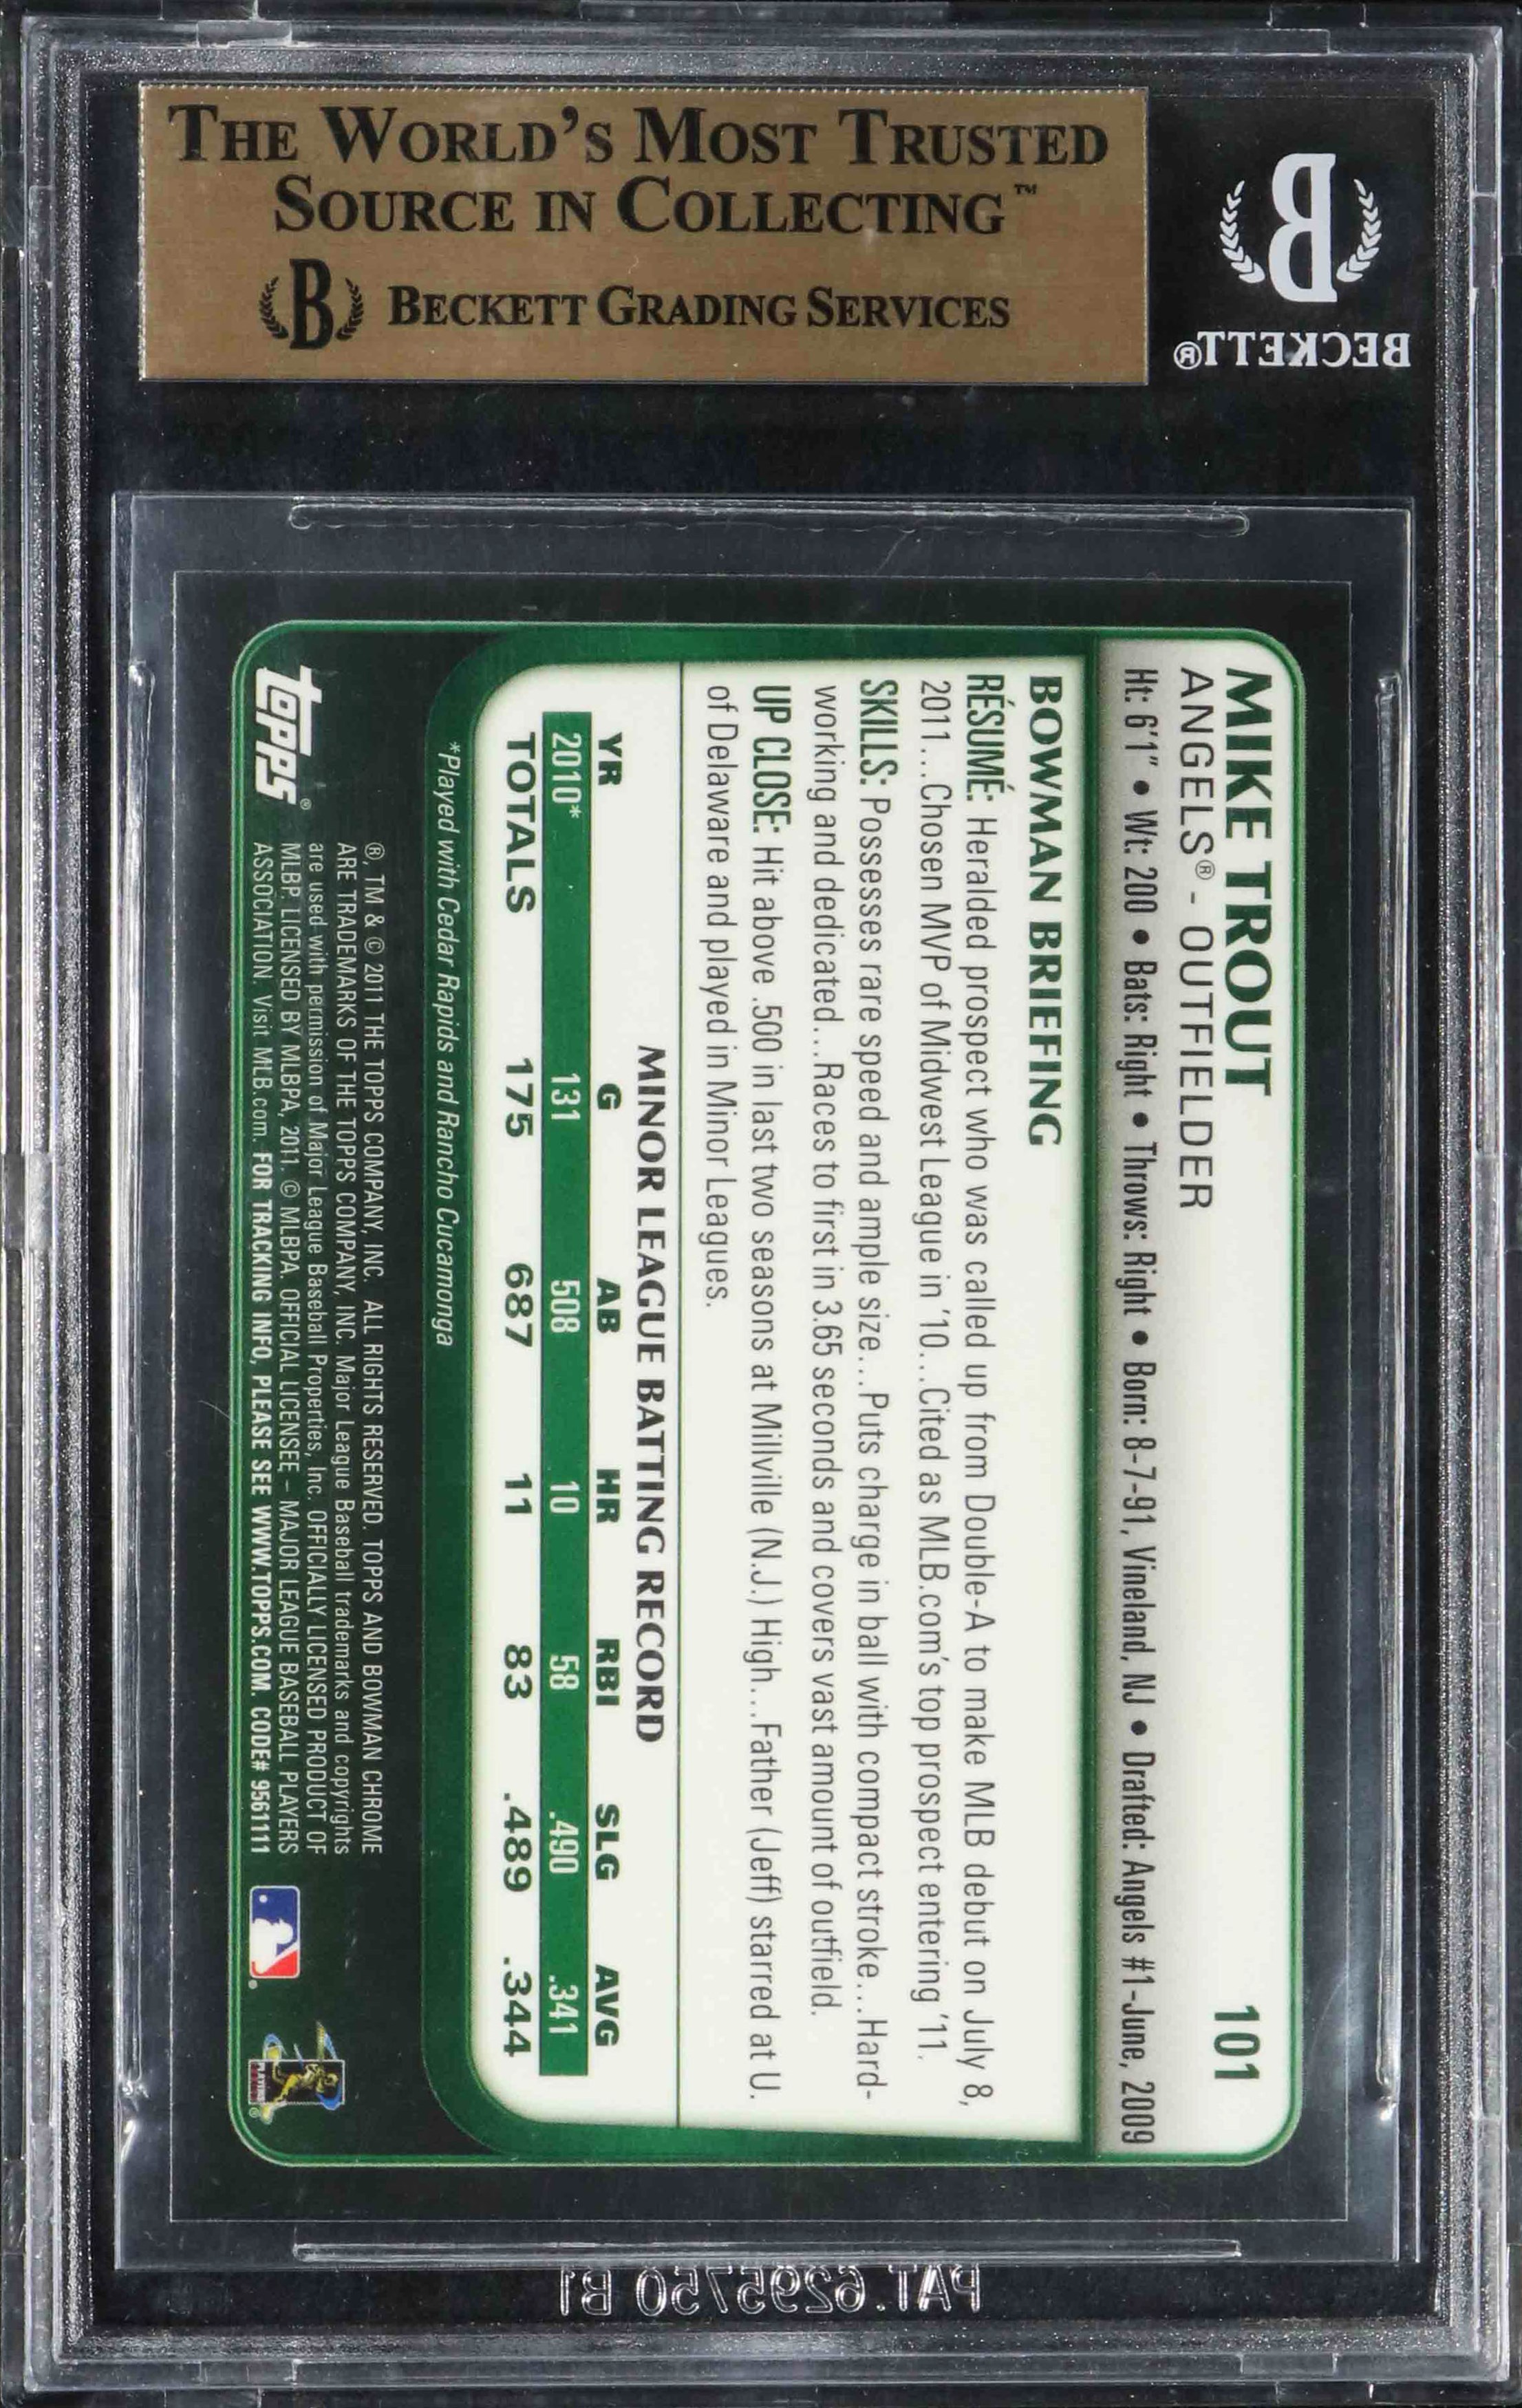 THE WORLD'S MOST TRUSTED
SOURCE IN COLLECTING™
B BECKETT GRADING SERVICES
B
BECKETT®
MIKE TROUT
101
ANGELS® - OUTFIELDER
Ht: 6'1" • Wt: 200 • Bats: Right • Throws: Right • Born: 8-7-91, Vineland, NJ • Drafted: Angels #1-June, 2009
BOWMAN BRIEFING
RÉSUMÉ: Heralded prospect who was called up from Double-A to make MLB debut on July 8,
2011...Chosen MVP of Midwest League in '10...Cited as MLB.com's top prospect entering '11.
SKILLS: Possesses rare speed and ample size...Puts charge in ball with compact stroke...Hard-
working and dedicated...Races to first in 3.65 seconds and covers vast amount of outfield.
UP CLOSE: Hit above .500 in last two seasons at Millville (N.J.) High...Father (Jeff) starred at U.
of Delaware and played in Minor Leagues.
MINOR LEAGUE BATTING RECORD
YR G AB HR RBI SLG AVG
2010* 131 508 10 58 .490 .341
TOTALS 175 687 11 83 .489 .344
*Played with Cedar Rapids and Rancho Cucamonga
topps®
® TM & © 2011 THE TOPPS COMPANY, INC. ALL RIGHTS RESERVED. TOPPS AND BOWMAN CHROME
ARE TRADEMARKS OF THE TOPPS COMPANY, INC. Major League Baseball trademarks and copyrights
are used with permission of Major League Baseball Properties, Inc. OFFICIALLY LICENSED PRODUCT OF
MLBP. LICENSED BY MLBPA, 2011. © MLBPA. OFFICIAL LICENSEE – MAJOR LEAGUE BASEBALL PLAYERS
ASSOCIATION. Visit MLB.com. FOR TRACKING INFO, PLEASE SEE WWW.TOPPS.COM. CODE# 9561111
PAT.6295750 B1